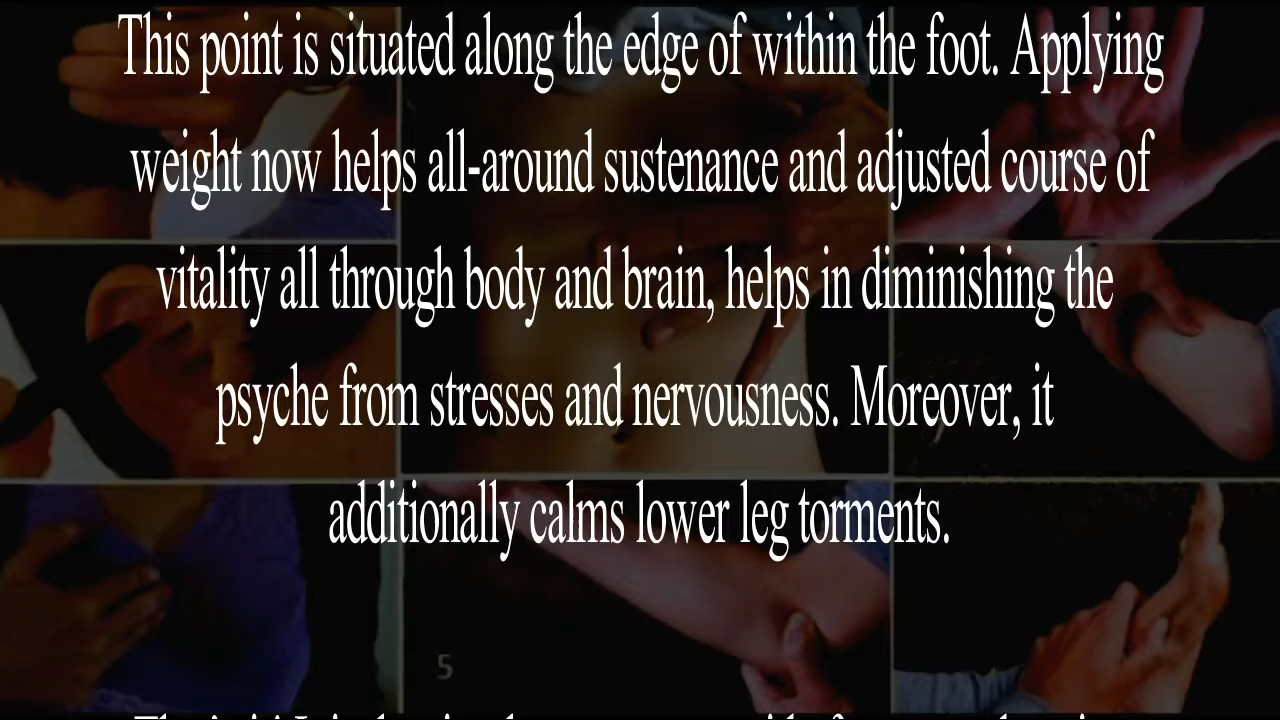 This point is situated along the edge of within the foot. Applying
weight now helps all-around sustenance and adjusted course of
vitality all through body and brain, helps in diminishing the
psyche from stresses and nervousness. Moreover, it
additionally calms lower leg torments.
5